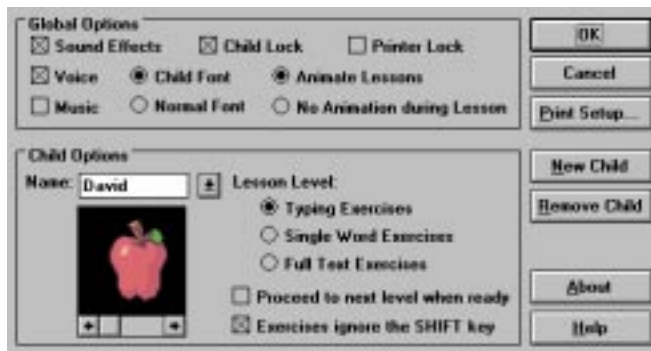 Global Options
Sound Effects Child Lock Printer Lock
Voice Child Font Animate Lessons
Music Normal Font No Animation during Lesson
OK
Cancel
Print Setup...
Child Options
Name: David Lesson Level:
Typing Exercises
Single Word Exercises
Full Text Exercises
Proceed to next level when ready
Exercises ignore the SHIFT key
New Child
Remove Child
About
Help